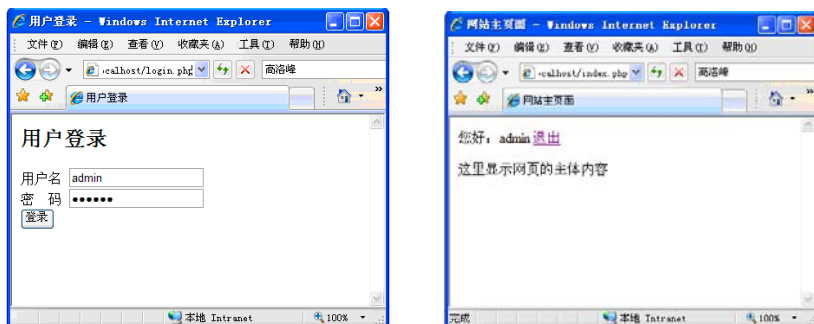 用户登录 - Windows Internet Explorer
文件(F) 编辑(E) 查看(V) 收藏夹(A) 工具(T) 帮助(H)
calhost/login.php
高洛峰
用户登录
用户登录
用户名 admin
密 码 ••••••
登录
本地 Intranet 100%
网站主页面 - Windows Internet Explorer
文件(F) 编辑(E) 查看(V) 收藏夹(A) 工具(T) 帮助(H)
calhost/index.php
高洛峰
网站主页面
您好：admin 退出
这里显示网页的主体内容
完成 本地 Intranet 100%